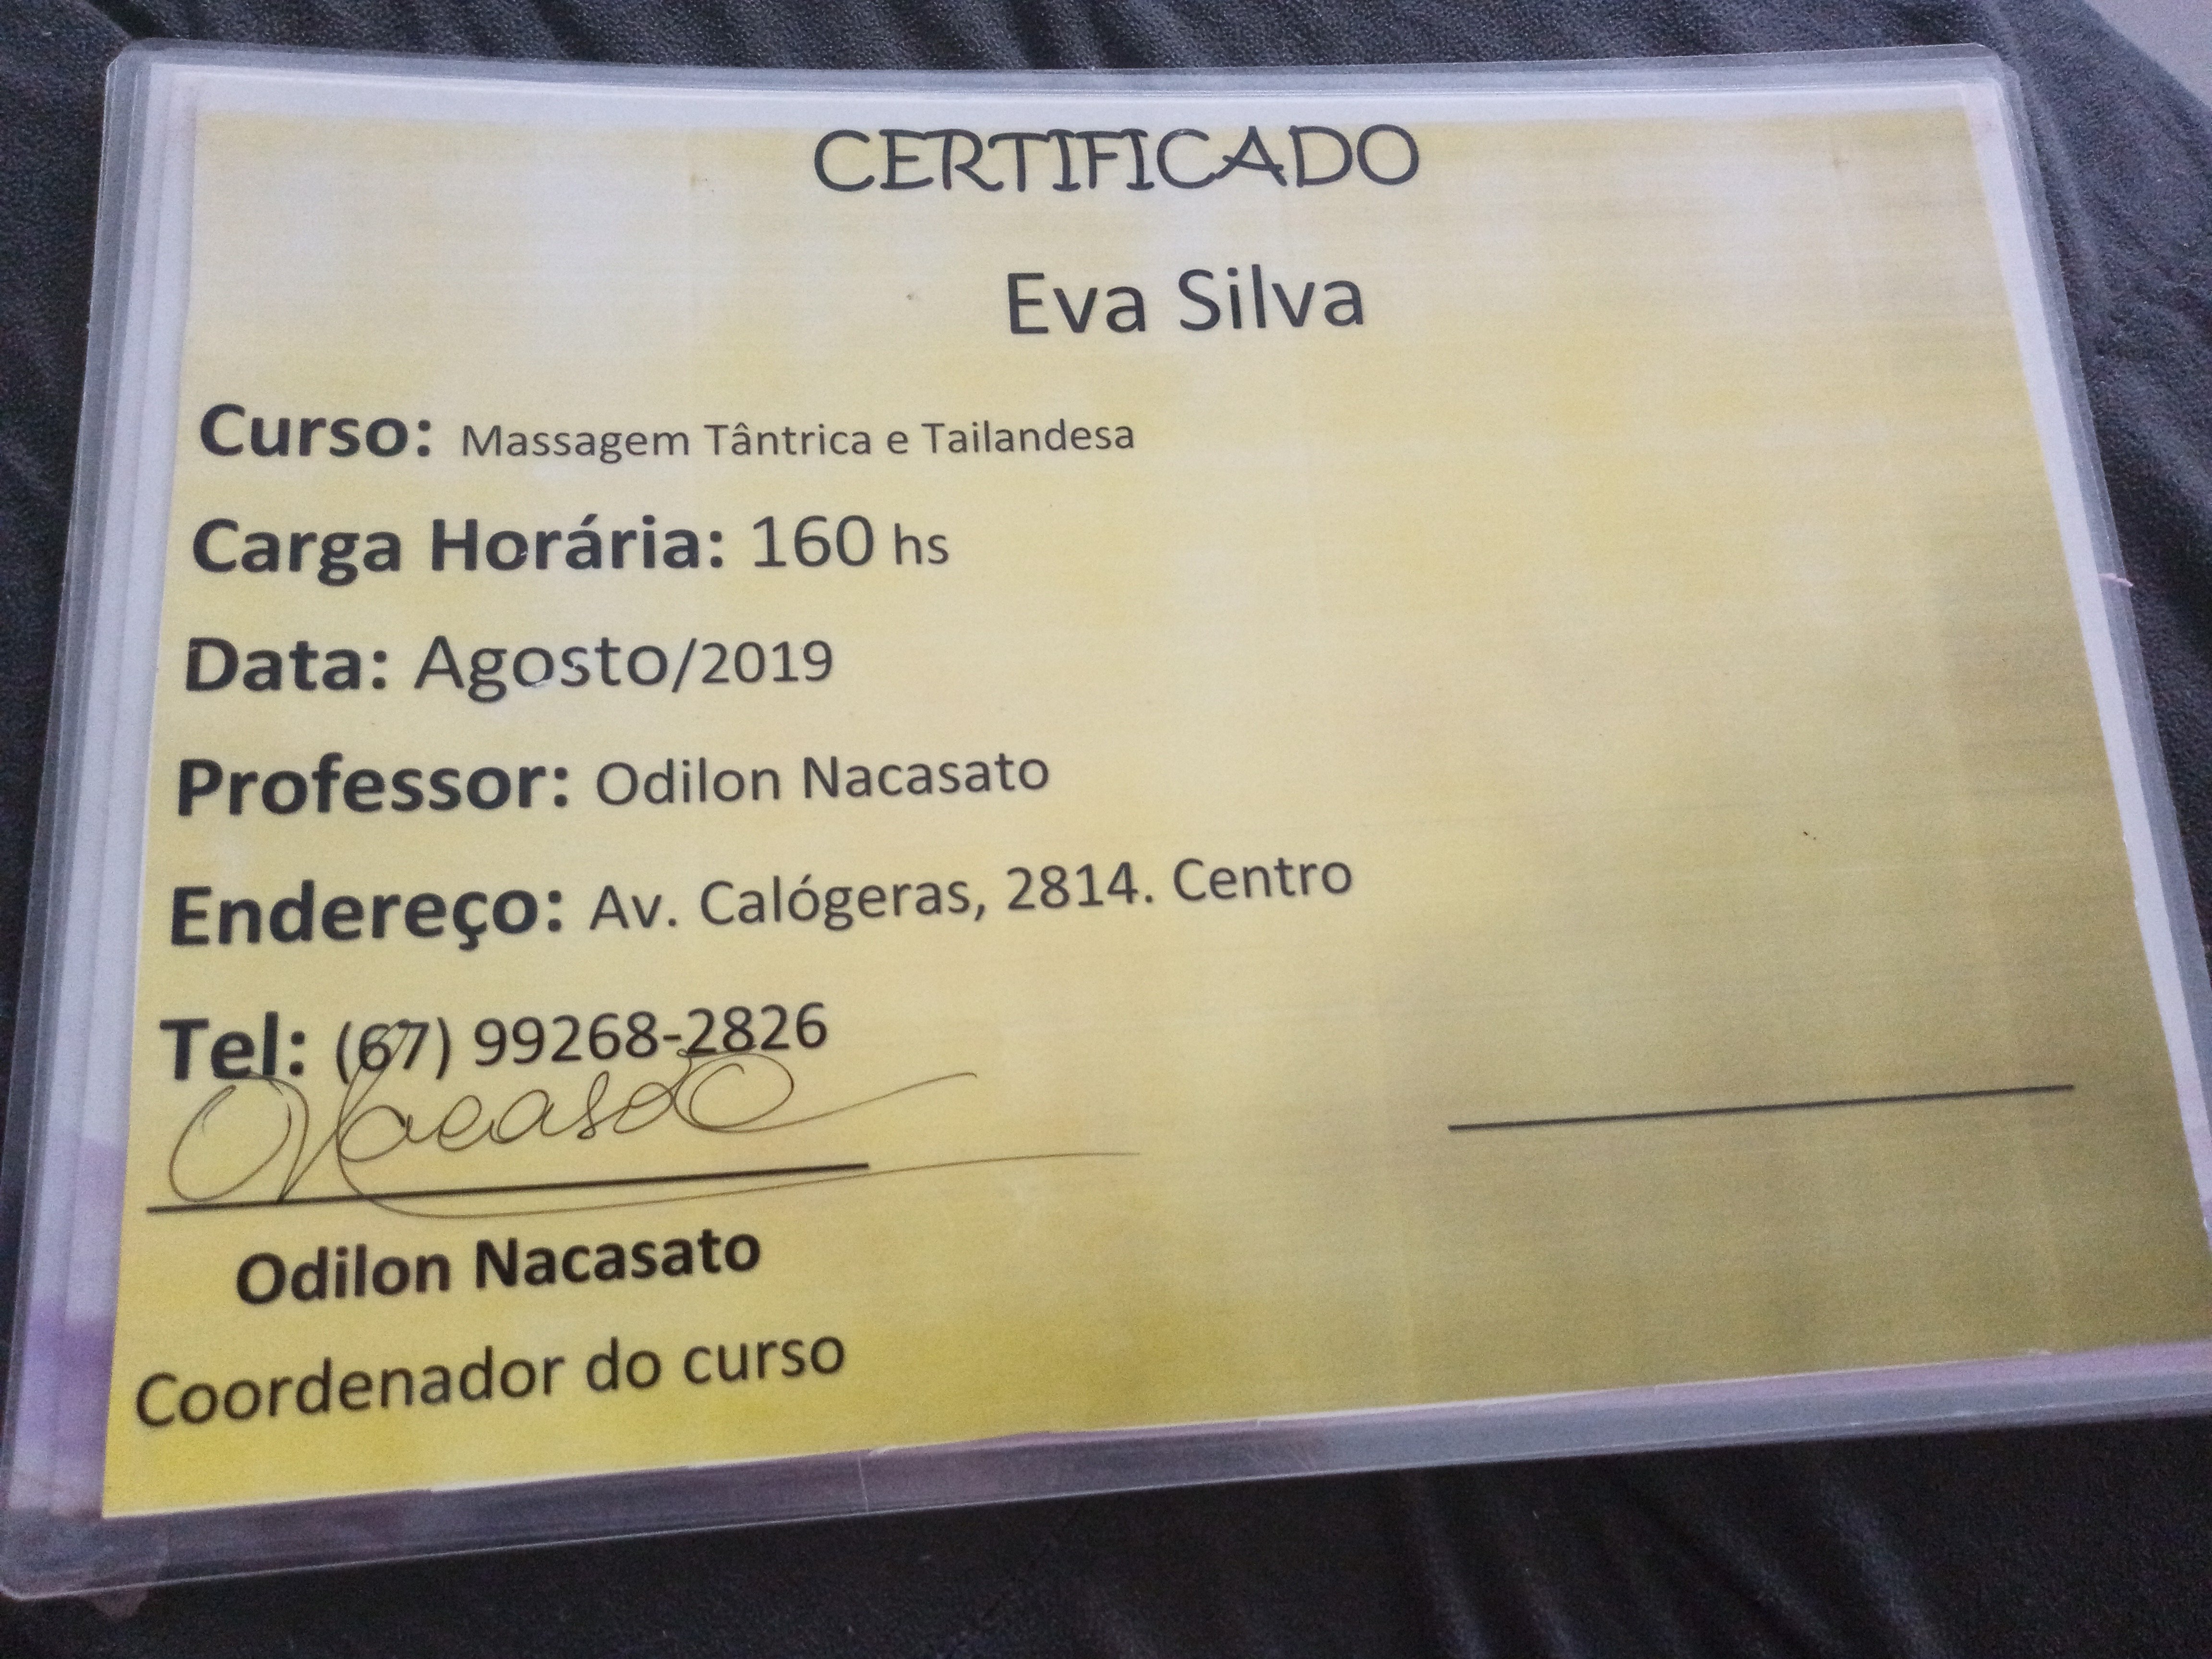 CERTIFICADO
Eva Silva
Curso: Massagem Tântrica e Tailandesa
Carga Horária: 160 hs
Data: Agosto/2019
Professor: Odilon Nacasato
Endereço: Av. Calógeras, 2814. Centro
Tel: (67) 99268-2826
ONacasato
Odilon Nacasato
Coordenador do curso